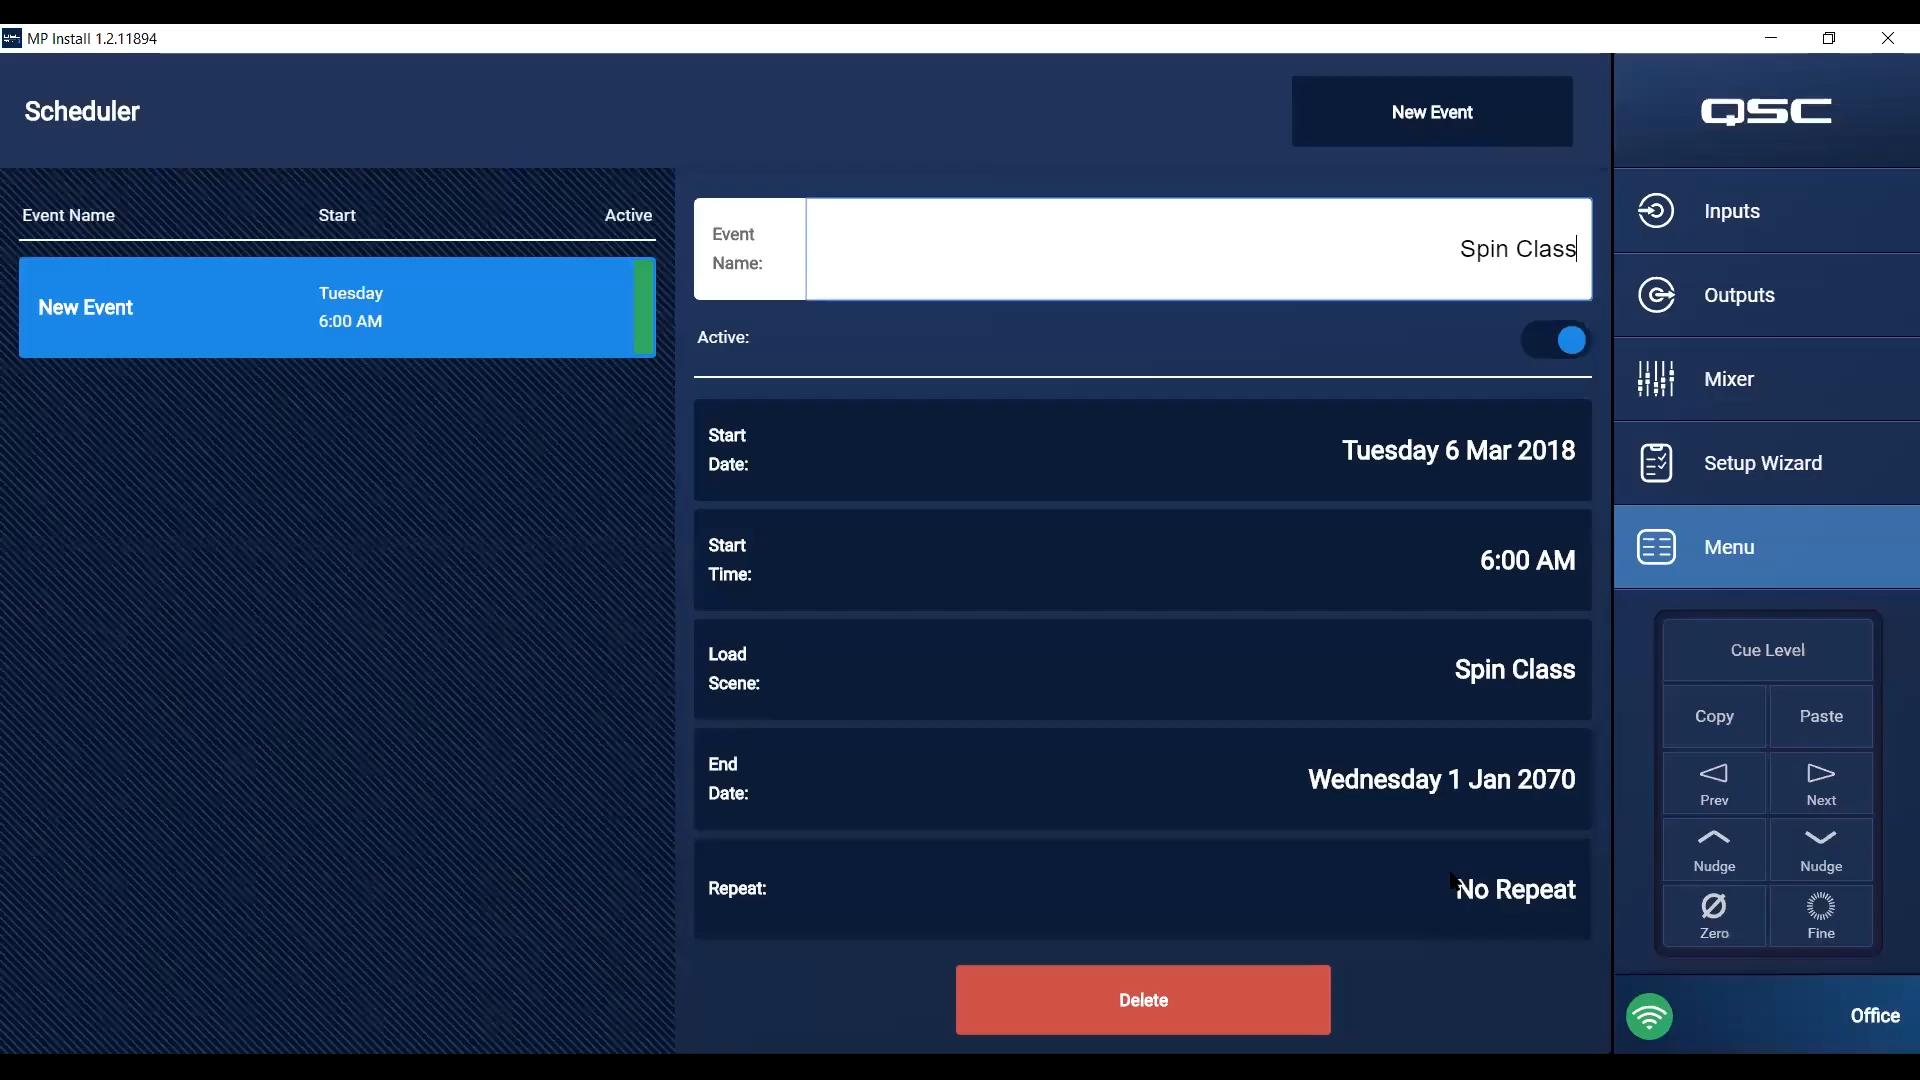 MP Install 1.2.11894
Scheduler
New Event
QSC
Event Name Start Active
New Event
Tuesday
6:00 AM
Event
Name:
Spin Class
Active:
Start
Date:
Tuesday 6 Mar 2018
Start
Time:
6:00 AM
Load
Scene:
Spin Class
End
Date:
Wednesday 1 Jan 2070
Repeat:
No Repeat
Delete
Inputs
Outputs
Mixer
Setup Wizard
Menu
Cue Level
Copy Paste
Prev Next
Nudge Nudge
Zero Fine
Office